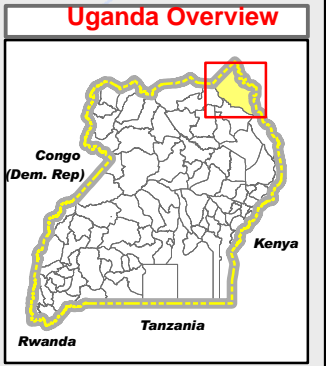 Uganda Overview
Congo
(Dem. Rep)
Kenya
Tanzania
Rwanda